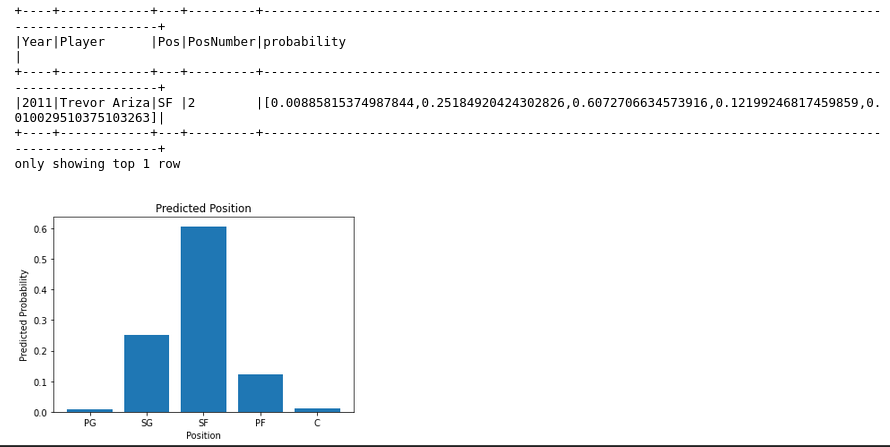 +----+------------+---+---------+----------------------------------------------------------------------------------
-------------------+
|Year|Player      |Pos|PosNumber|probability
|
+----+------------+---+---------+----------------------------------------------------------------------------------
-------------------+
|2011|Trevor Ariza|SF |2        |[0.00885815374987844,0.25184920424302826,0.6072706634573916,0.12199246817459859,0.
010029510375103263]|
+----+------------+---+---------+----------------------------------------------------------------------------------
-------------------+
only showing top 1 row
Predicted Position
Predicted Probability
0.6
0.5
0.4
0.3
0.2
0.1
0.0
PG SG SF PF C
Position